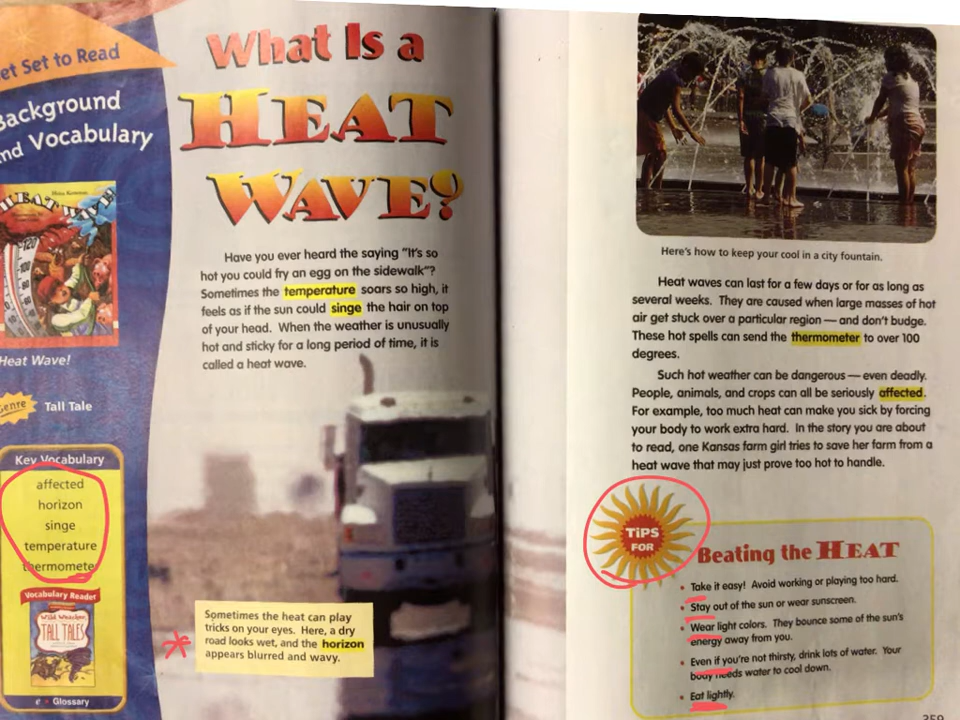 Get Set to Read
Background
and Vocabulary
HEAT WAVE!
Heat Wave!
Genre
Tall Tale
Key Vocabulary
affected
horizon
singe
temperature
thermomete
Vocabulary Reader
Wild Weather
TALL TALES
e • Glossary
What Is a
HEAT
WAVE?
Have you ever heard the saying "It's so
hot you could fry an egg on the sidewalk"?
Sometimes the temperature soars so high, it
feels as if the sun could singe the hair on top
of your head. When the weather is unusually
hot and sticky for a long period of time, it is
called a heat wave.
Sometimes the heat can play
tricks on your eyes. Here, a dry
road looks wet, and the horizon
appears blurred and wavy.
Here's how to keep your cool in a city fountain.
Heat waves can last for a few days or for as long as
several weeks. They are caused when large masses of hot
air get stuck over a particular region — and don't budge.
These hot spells can send the thermometer to over 100
degrees.
Such hot weather can be dangerous — even deadly.
People, animals, and crops can all be seriously affected.
For example, too much heat can make you sick by forcing
your body to work extra hard. In the story you are about
to read, one Kansas farm girl tries to save her farm from a
heat wave that may just prove too hot to handle.
TIPS
FOR
Beating the HEAT
• Take it easy! Avoid working or playing too hard.
• Stay out of the sun or wear sunscreen.
• Wear light colors. They bounce some of the sun's
energy away from you.
• Even if you're not thirsty, drink lots of water. Your
body needs water to cool down.
• Eat lightly.
359